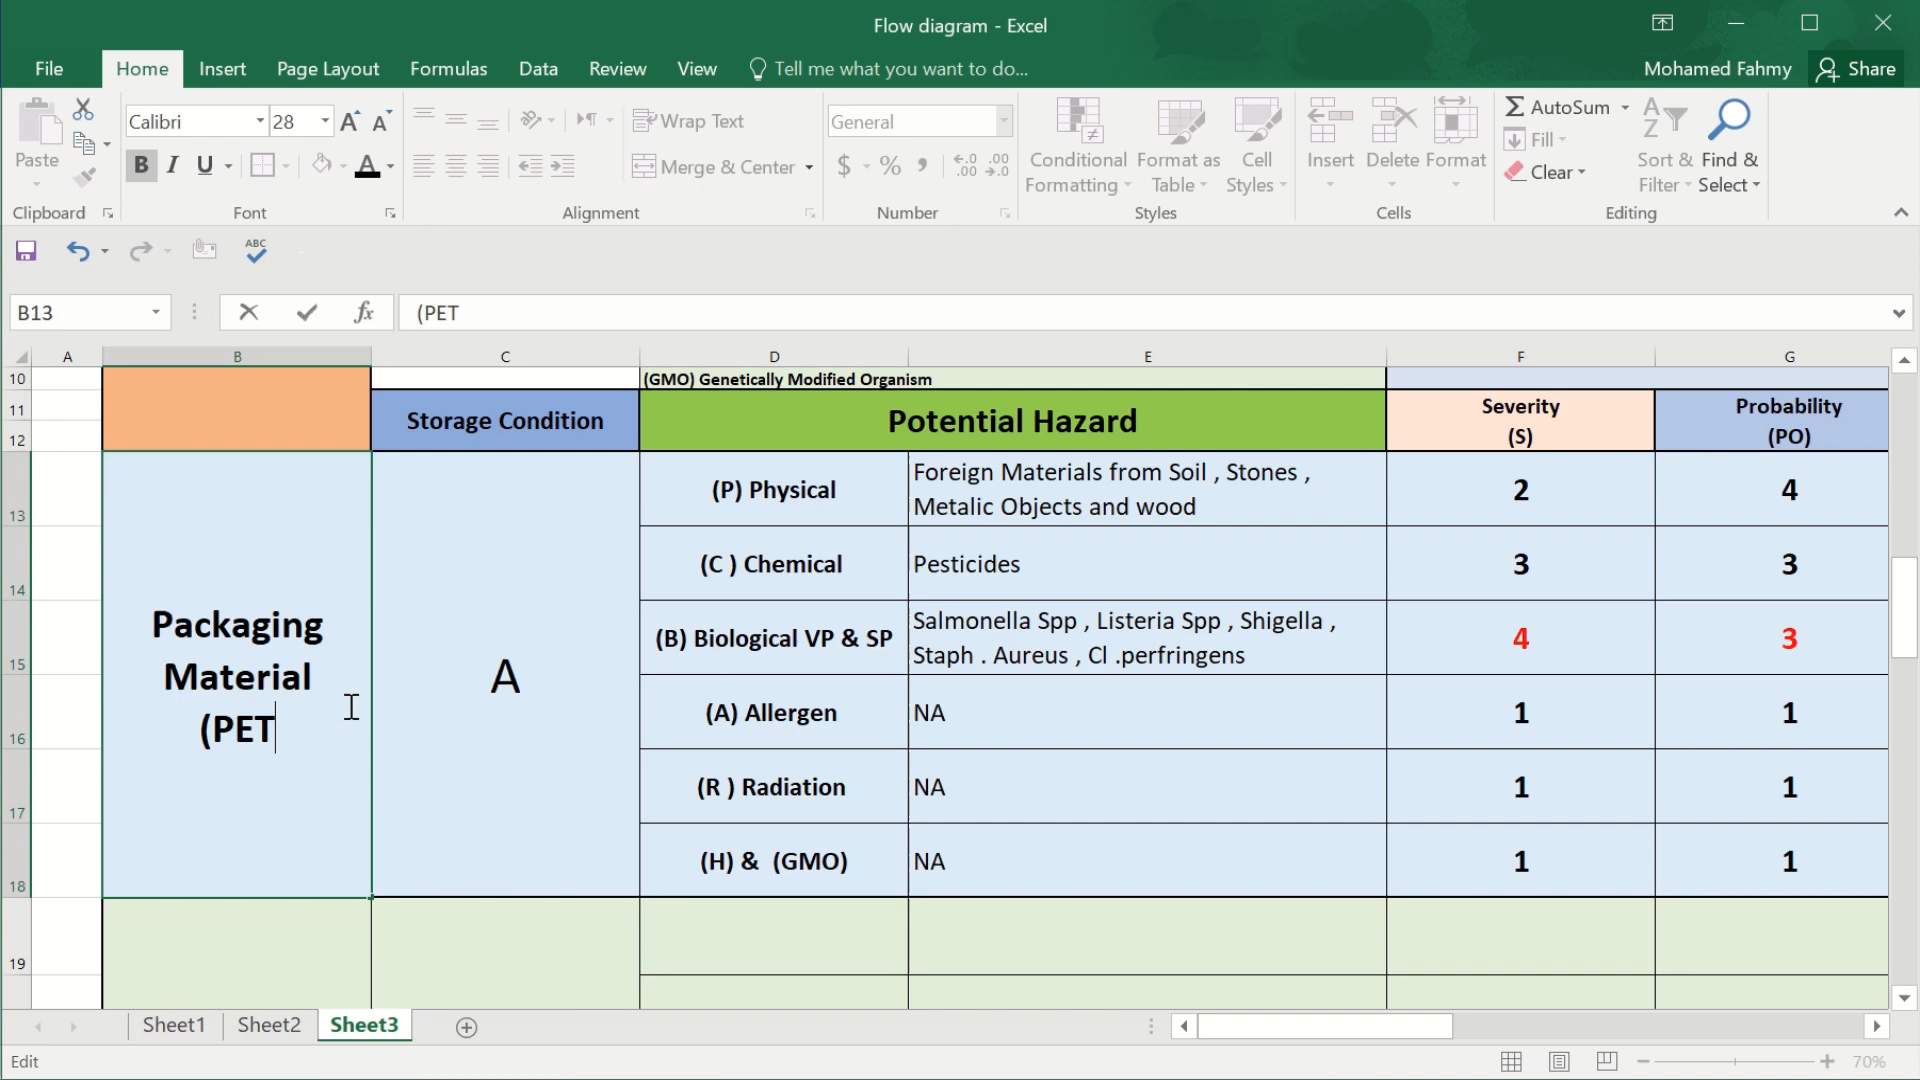 Flow diagram - Excel
File
Home
Insert
Page Layout
Formulas
Data
Review
View
Tell me what you want to do...
Mohamed Fahmy
Share
Paste
Calibri
28
A A
B I U A
Wrap Text
Merge & Center
General
$ % ,
Conditional
Formatting
Format as
Table
Cell
Styles
Insert
Delete
Format
AutoSum
Fill
Clear
Sort &
Filter
Find &
Select
Clipboard
Font
Alignment
Number
Styles
Cells
Editing
ABC
B13
fx
(PET
A B C D E F G
10 (GMO) Genetically Modified Organism
11
12
Storage Condition
Potential Hazard
Severity
(S)
Probability
(PO)
Packaging
Material
(PET
A
13 (P) Physical
Foreign Materials from Soil , Stones ,
Metalic Objects and wood
2 4
14 (C ) Chemical
Pesticides
3 3
15 (B) Biological VP & SP
Salmonella Spp , Listeria Spp , Shigella ,
Staph . Aureus , Cl .perfringens
4 3
16 (A) Allergen
NA
1 1
17 (R ) Radiation
NA
1 1
18 (H) & (GMO)
NA
1 1
19
Sheet1
Sheet2
Sheet3
Edit
70%